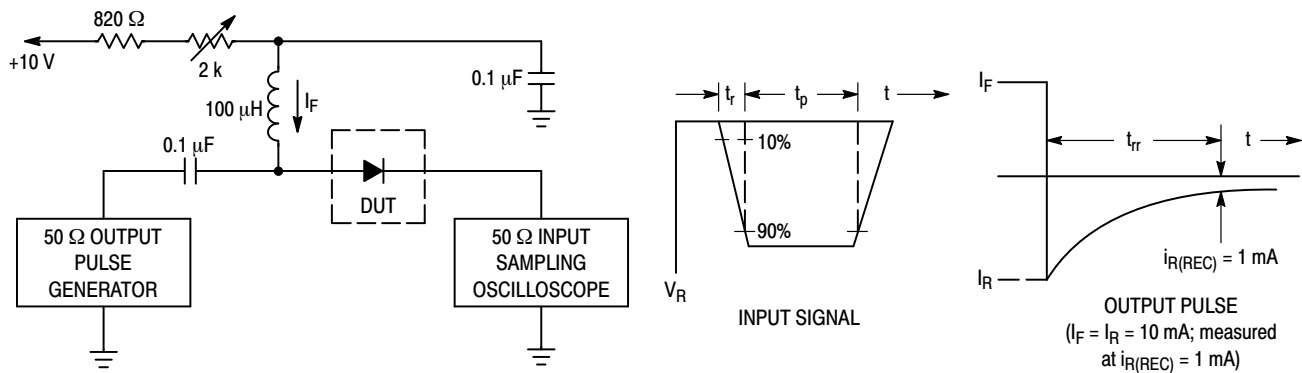 820 Ω
+10 V
2 k
100 μH
I_F
0.1 μF
0.1 μF
DUT
50 Ω OUTPUT
PULSE
GENERATOR
50 Ω INPUT
SAMPLING
OSCILLOSCOPE
t_r
t_p
t
10%
90%
V_R
INPUT SIGNAL
I_F
t_rr
t
i_R(REC) = 1 mA
I_R
OUTPUT PULSE
(I_F = I_R = 10 mA; measured
at i_R(REC) = 1 mA)